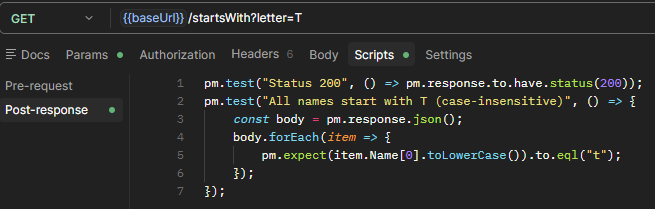 GET {{baseUrl}} /startsWith?letter=T
Docs Params Authorization Headers 6 Body Scripts Settings
Pre-request
Post-response
1 pm.test("Status 200", () => pm.response.to.have.status(200));
2 pm.test("All names start with T (case-insensitive)", () => {
3 const body = pm.response.json();
4 body.forEach(item => {
5 pm.expect(item.Name[0].toLowerCase()).to.eql("t");
6 });
7 });